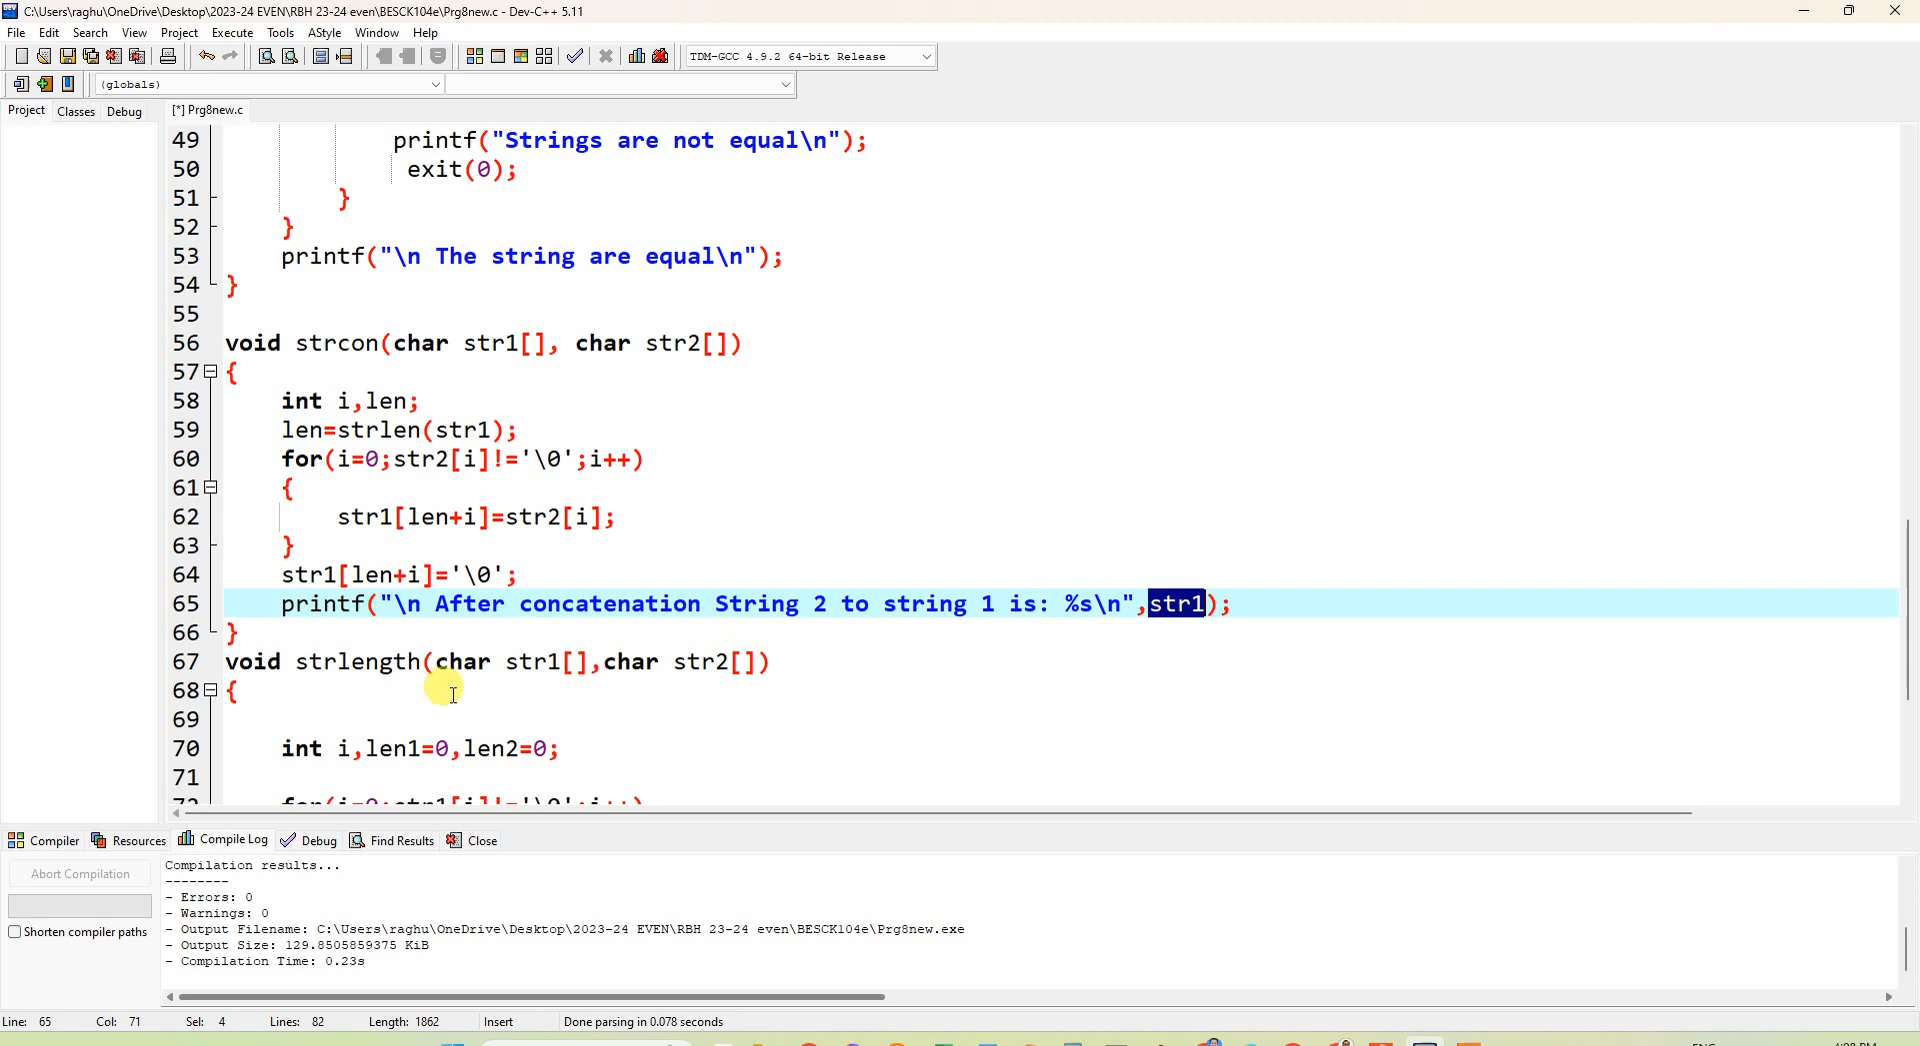 C:\Users\raghu\OneDrive\Desktop\2023-24 EVEN\RBH 23-24 even\BESCK104e\Prg8new.c - Dev-C++ 5.11
File Edit Search View Project Execute Tools AStyle Window Help
TDM-GCC 4.9.2 64-bit Release
(globals)
Project Classes Debug [*] Prg8new.c
49 printf("Strings are not equal\n");
50 exit(0);
51 }
52 }
53 printf("\n The string are equal\n");
54 }
55
56 void strcon(char str1[], char str2[])
57 {
58 int i,len;
59 len=strlen(str1);
60 for(i=0;str2[i]!='\0';i++)
61 {
62 str1[len+i]=str2[i];
63 }
64 str1[len+i]='\0';
65 printf("\n After concatenation String 2 to string 1 is: %s\n",str1);
66 }
67 void strlength(char str1[],char str2[])
68 {
69
70 int i,len1=0,len2=0;
71
72 for(i=0;str1[i]!='\0';i++)
Compiler Resources Compile Log Debug Find Results Close
Abort Compilation
Shorten compiler paths
Compilation results...
--------
- Errors: 0
- Warnings: 0
- Output Filename: C:\Users\raghu\OneDrive\Desktop\2023-24 EVEN\RBH 23-24 even\BESCK104e\Prg8new.exe
- Output Size: 129.8505859375 KiB
- Compilation Time: 0.23s
Line: 65 Col: 71 Sel: 4 Lines: 82 Length: 1862 Insert Done parsing in 0.078 seconds